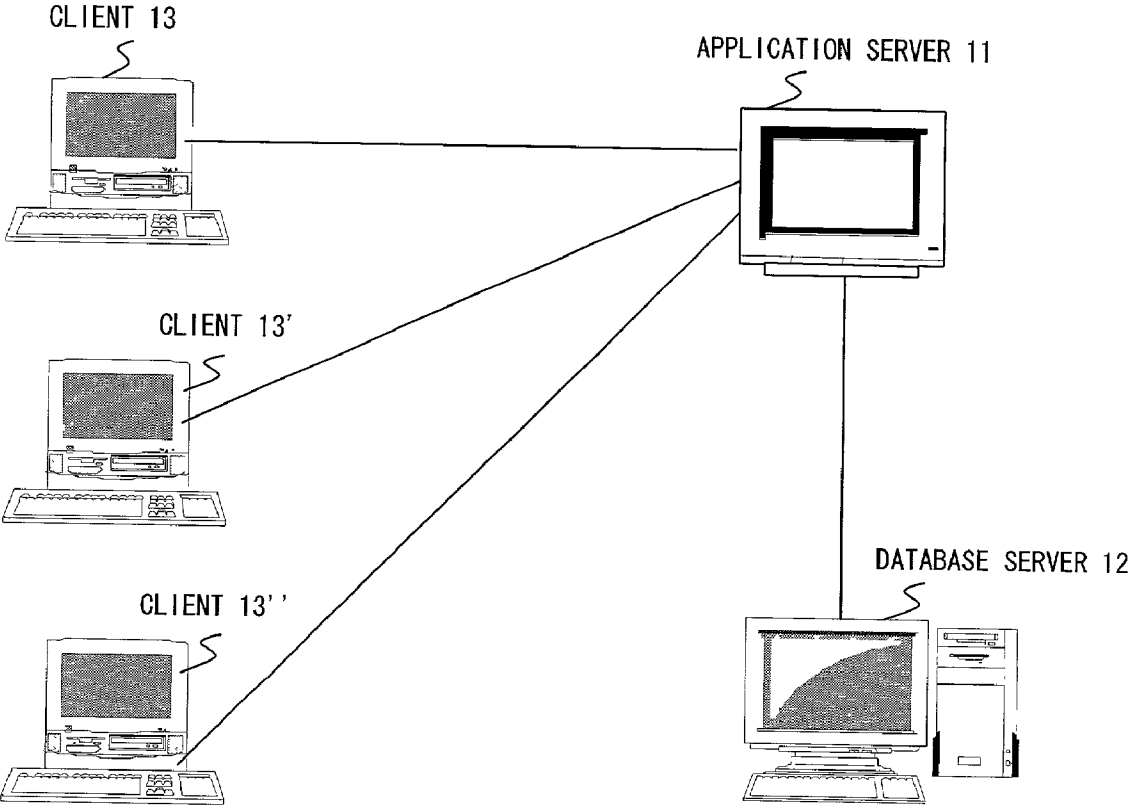 CLIENT 13
APPLICATION SERVER 11
CLIENT 13'
DATABASE SERVER 12
CLIENT 13''